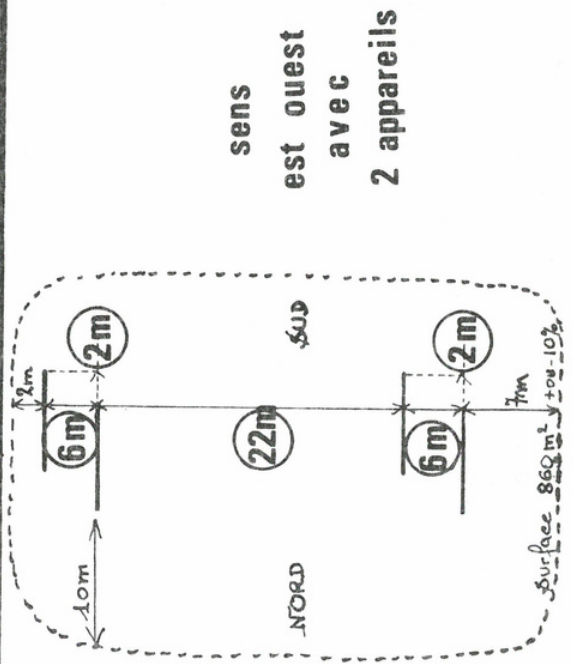 sens
est ouest
avec
2 appareils
2m
6m
2m
10m
22m
NORD
SUD
6m
2m
7m
Surface 860 m² + ou - 10%